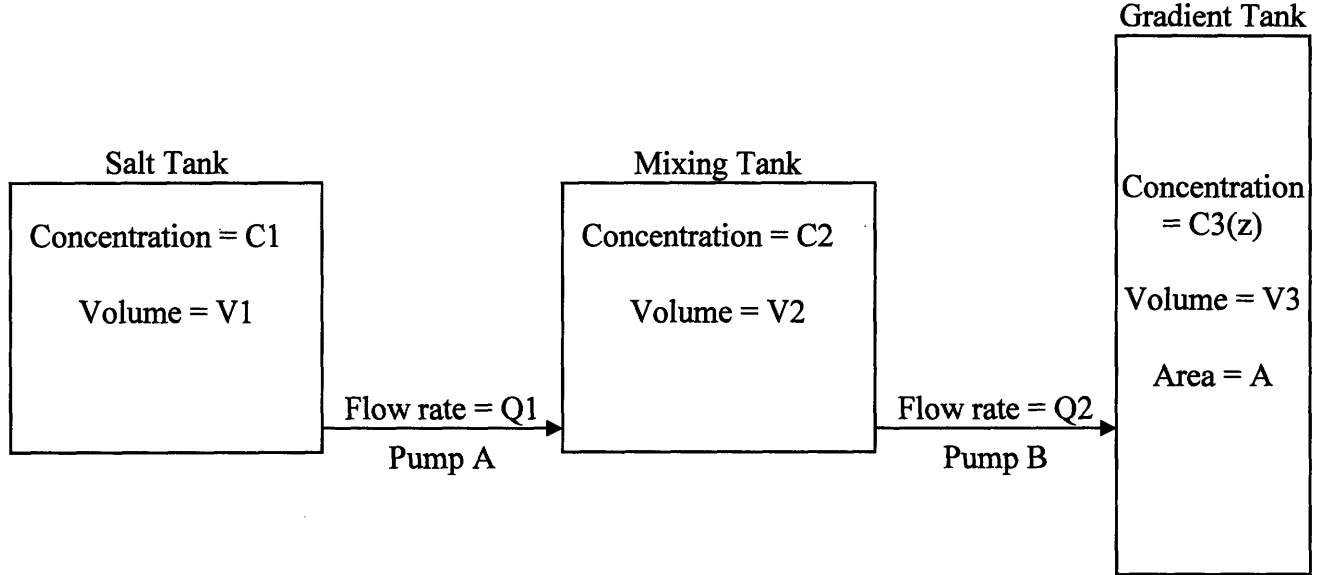 Gradient Tank
Salt Tank
Mixing Tank
Concentration = C1
Volume = V1
Flow rate = Q1
Pump A
Concentration = C2
Volume = V2
Flow rate = Q2
Pump B
Concentration
= C3(z)
Volume = V3
Area = A